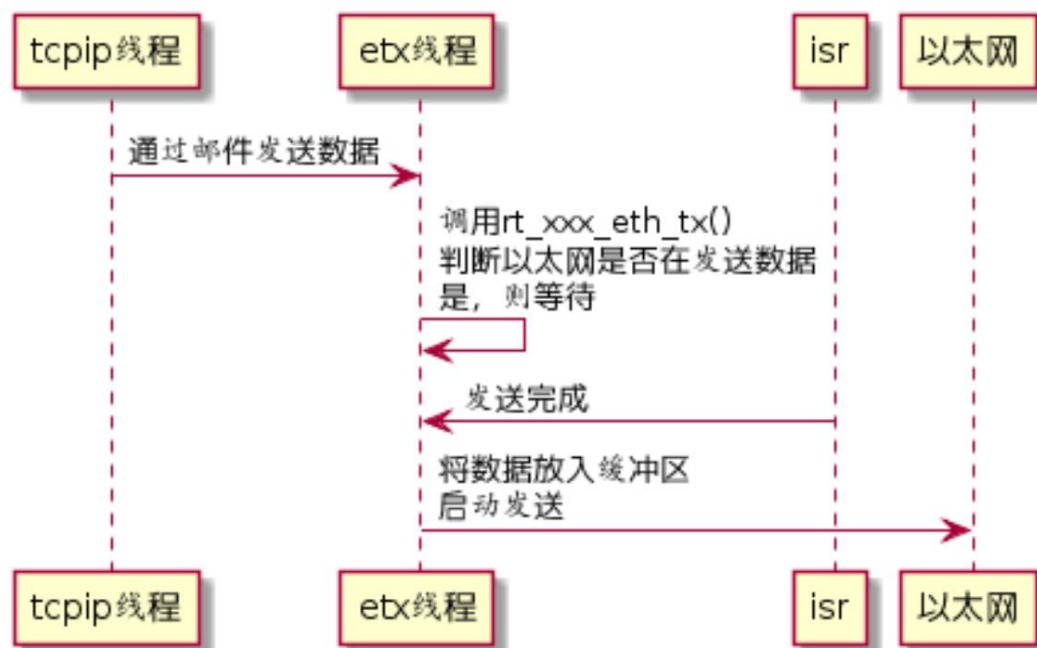 tcpip线程
etx线程
isr
以太网
通过邮件发送数据
调用rt_xxx_eth_tx()
判断以太网是否在发送数据
是，则等待
发送完成
将数据放入缓冲区
启动发送
tcpip线程
etx线程
isr
以太网